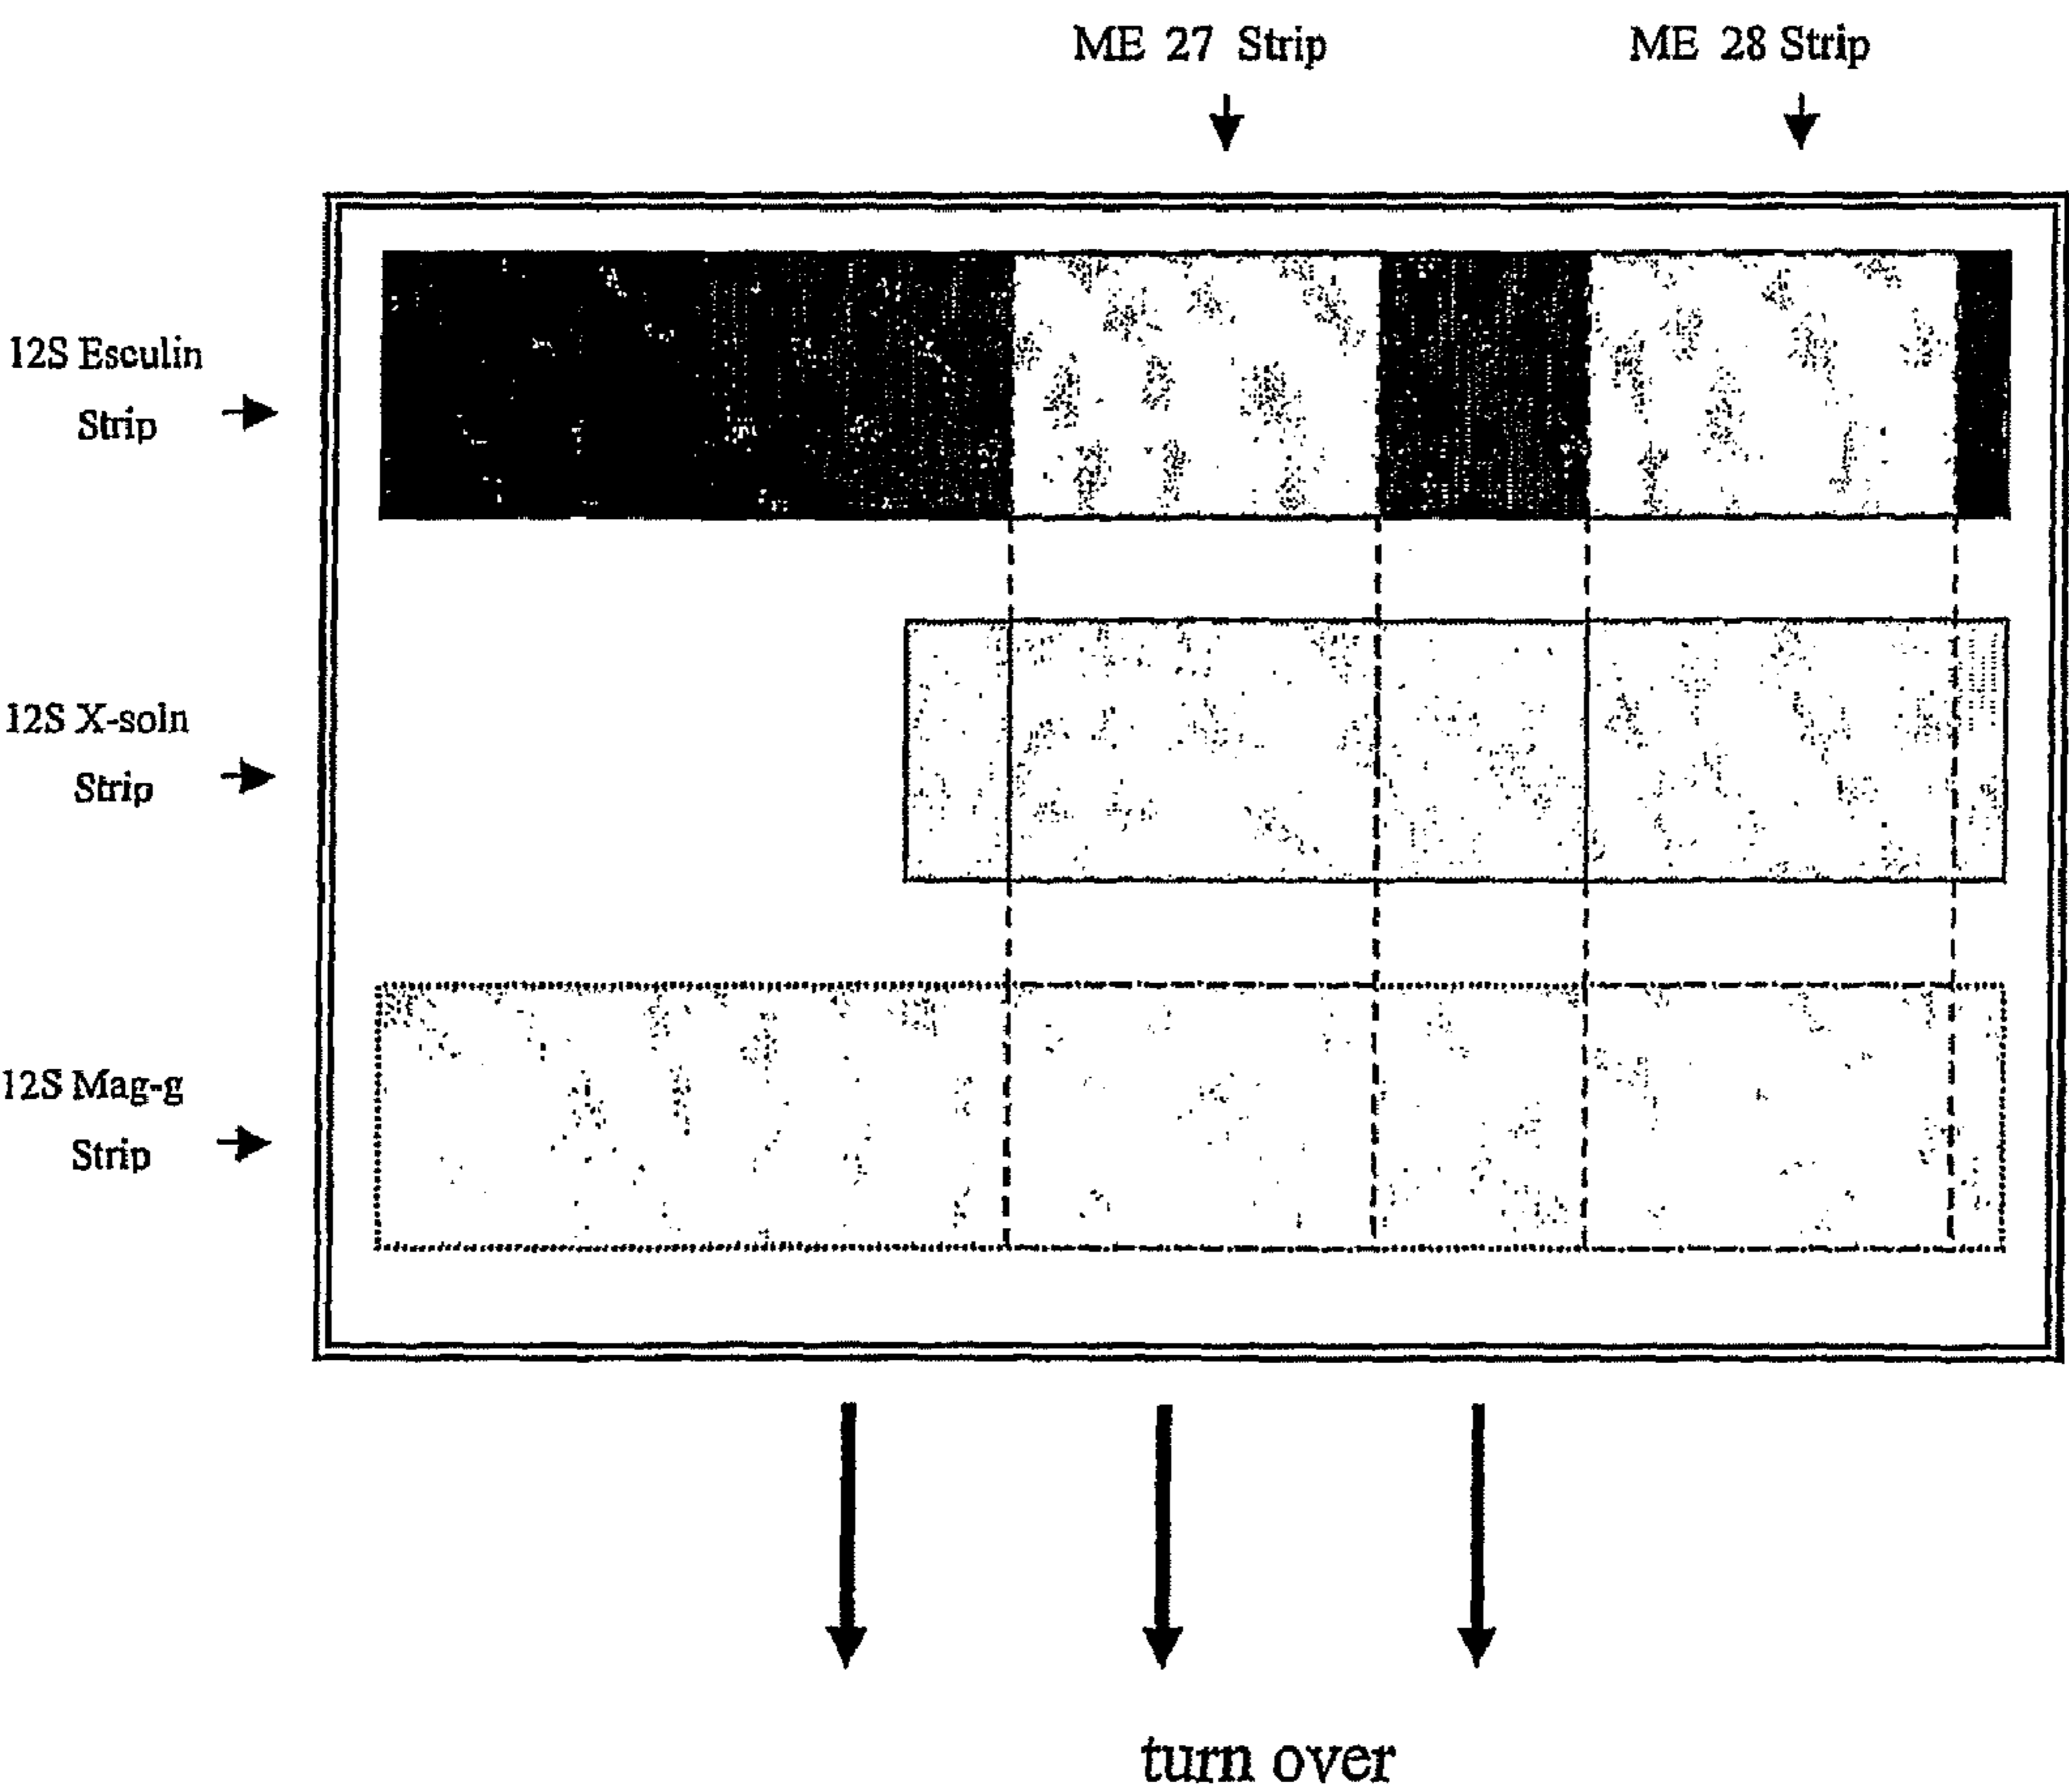 ME 27 Strip
ME 28 Strip
12S Esculin
Strip
12S X-soln
Strip
12S Mag-g
Strip
turn over